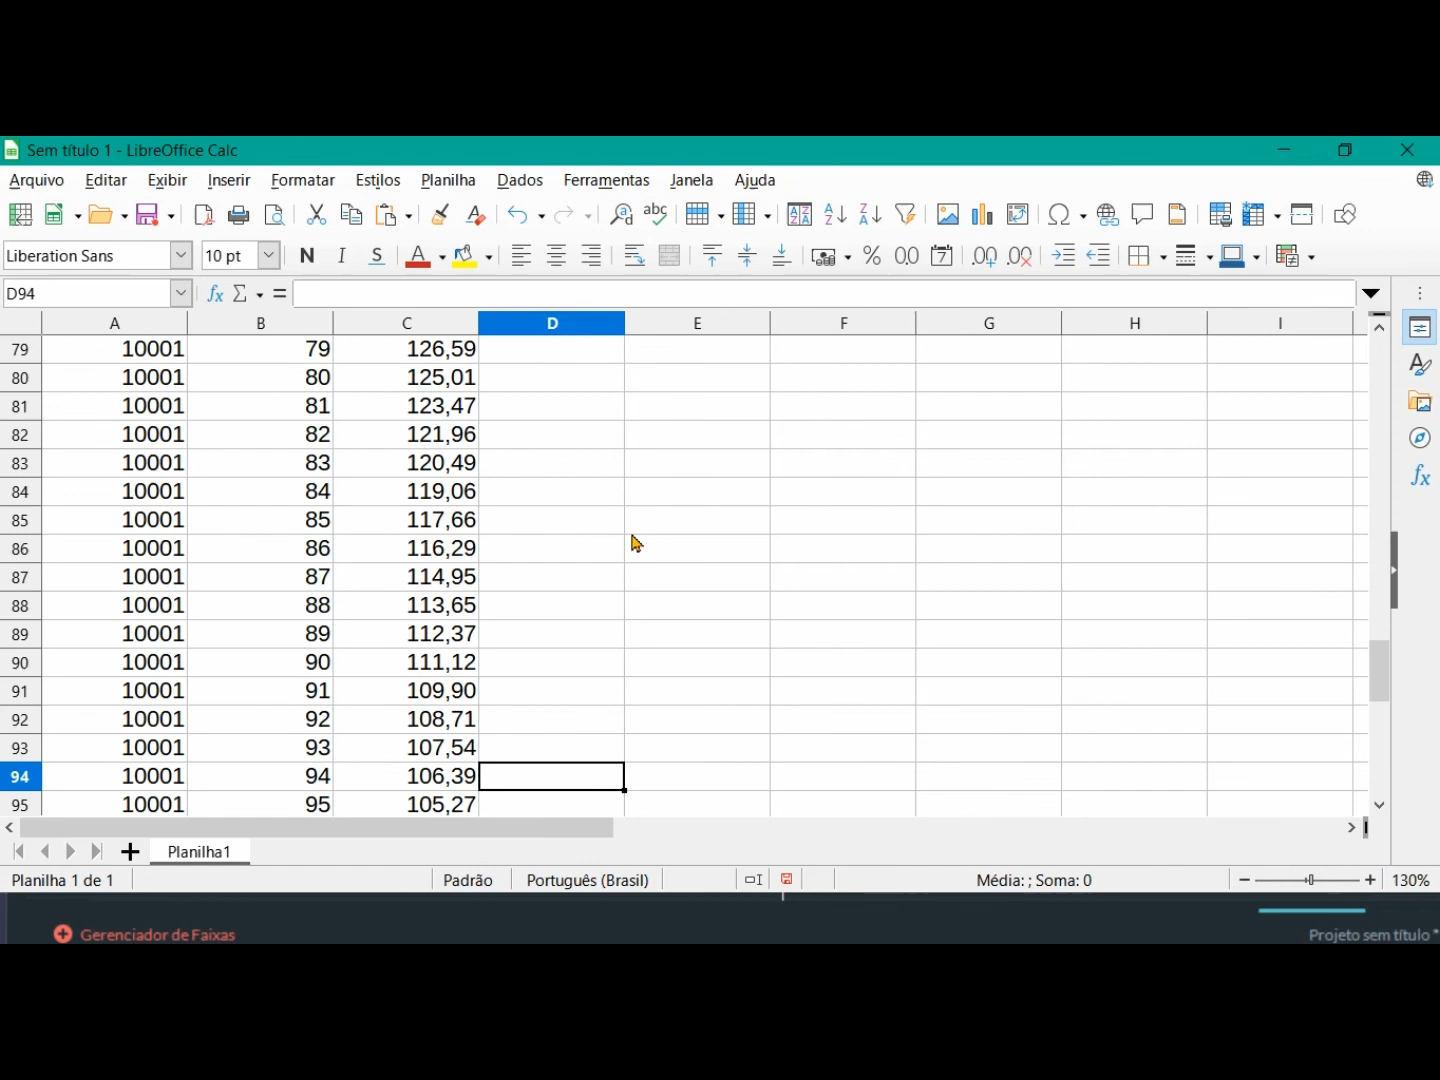 Sem título 1 - LibreOffice Calc
Arquivo Editar Exibir Inserir Formatar Estilos Planilha Dados Ferramentas Janela Ajuda
Liberation Sans 10 pt N I S A % 0,0 7 ,00 ,00
D94 fx Σ =
A B C D E F G H I
79 10001 79 126,59
80 10001 80 125,01
81 10001 81 123,47
82 10001 82 121,96
83 10001 83 120,49
84 10001 84 119,06
85 10001 85 117,66
86 10001 86 116,29
87 10001 87 114,95
88 10001 88 113,65
89 10001 89 112,37
90 10001 90 111,12
91 10001 91 109,90
92 10001 92 108,71
93 10001 93 107,54
94 10001 94 106,39
95 10001 95 105,27
Planilha1
Planilha 1 de 1 Padrão Português (Brasil) Média: ; Soma: 0 130%
Gerenciador de Faixas Projeto sem título *